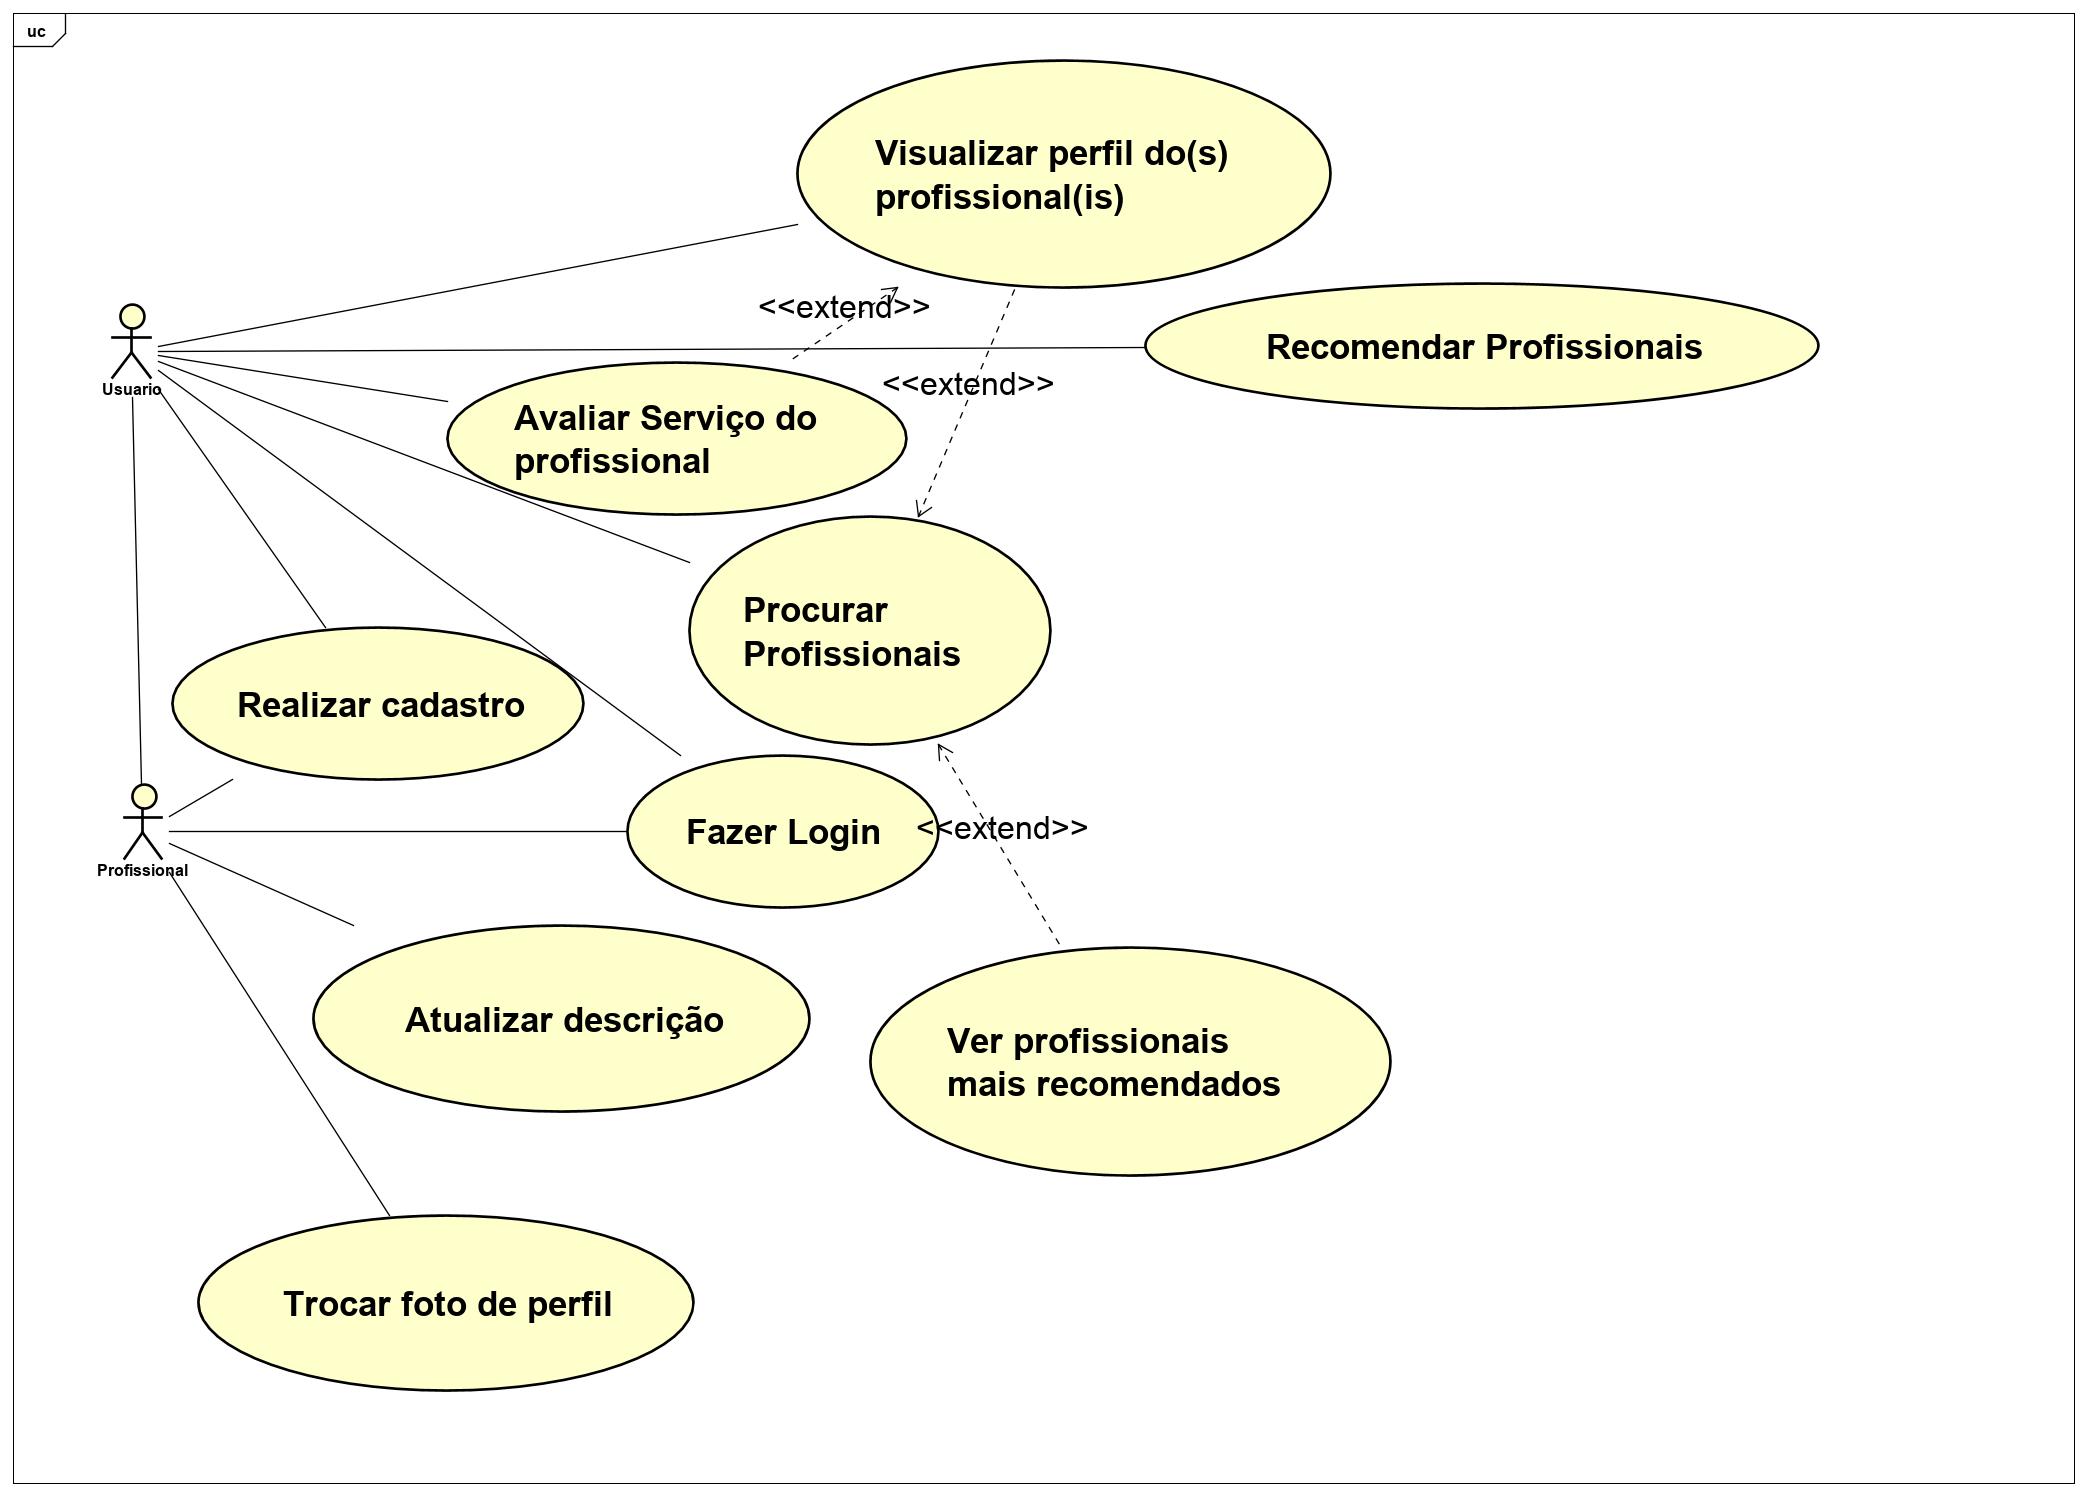 uc
Visualizar perfil do(s)
profissional(is)
<<extend>>
Recomendar Profissionais
<<extend>>
Usuario
Avaliar Serviço do
profissional
Procurar
Profissionais
Realizar cadastro
Fazer Login
<<extend>>
Profissional
Atualizar descrição
Ver profissionais
mais recomendados
Trocar foto de perfil